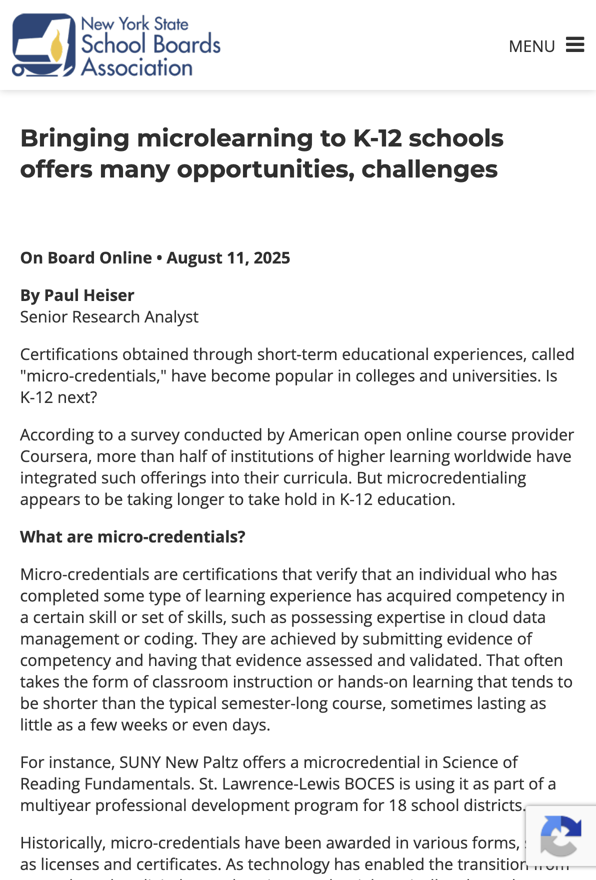 New York State
School Boards
Association
MENU
Bringing microlearning to K-12 schools
offers many opportunities, challenges
On Board Online • August 11, 2025
By Paul Heiser
Senior Research Analyst
Certifications obtained through short-term educational experiences, called
"micro-credentials," have become popular in colleges and universities. Is
K-12 next?
According to a survey conducted by American open online course provider
Coursera, more than half of institutions of higher learning worldwide have
integrated such offerings into their curricula. But microcredentialing
appears to be taking longer to take hold in K-12 education.
What are micro-credentials?
Micro-credentials are certifications that verify that an individual who has
completed some type of learning experience has acquired competency in
a certain skill or set of skills, such as possessing expertise in cloud data
management or coding. They are achieved by submitting evidence of
competency and having that evidence assessed and validated. That often
takes the form of classroom instruction or hands-on learning that tends to
be shorter than the typical semester-long course, sometimes lasting as
little as a few weeks or even days.
For instance, SUNY New Paltz offers a microcredential in Science of
Reading Fundamentals. St. Lawrence-Lewis BOCES is using it as part of a
multiyear professional development program for 18 school districts.
Historically, micro-credentials have been awarded in various forms,
as licenses and certificates. As technology has enabled the transition from